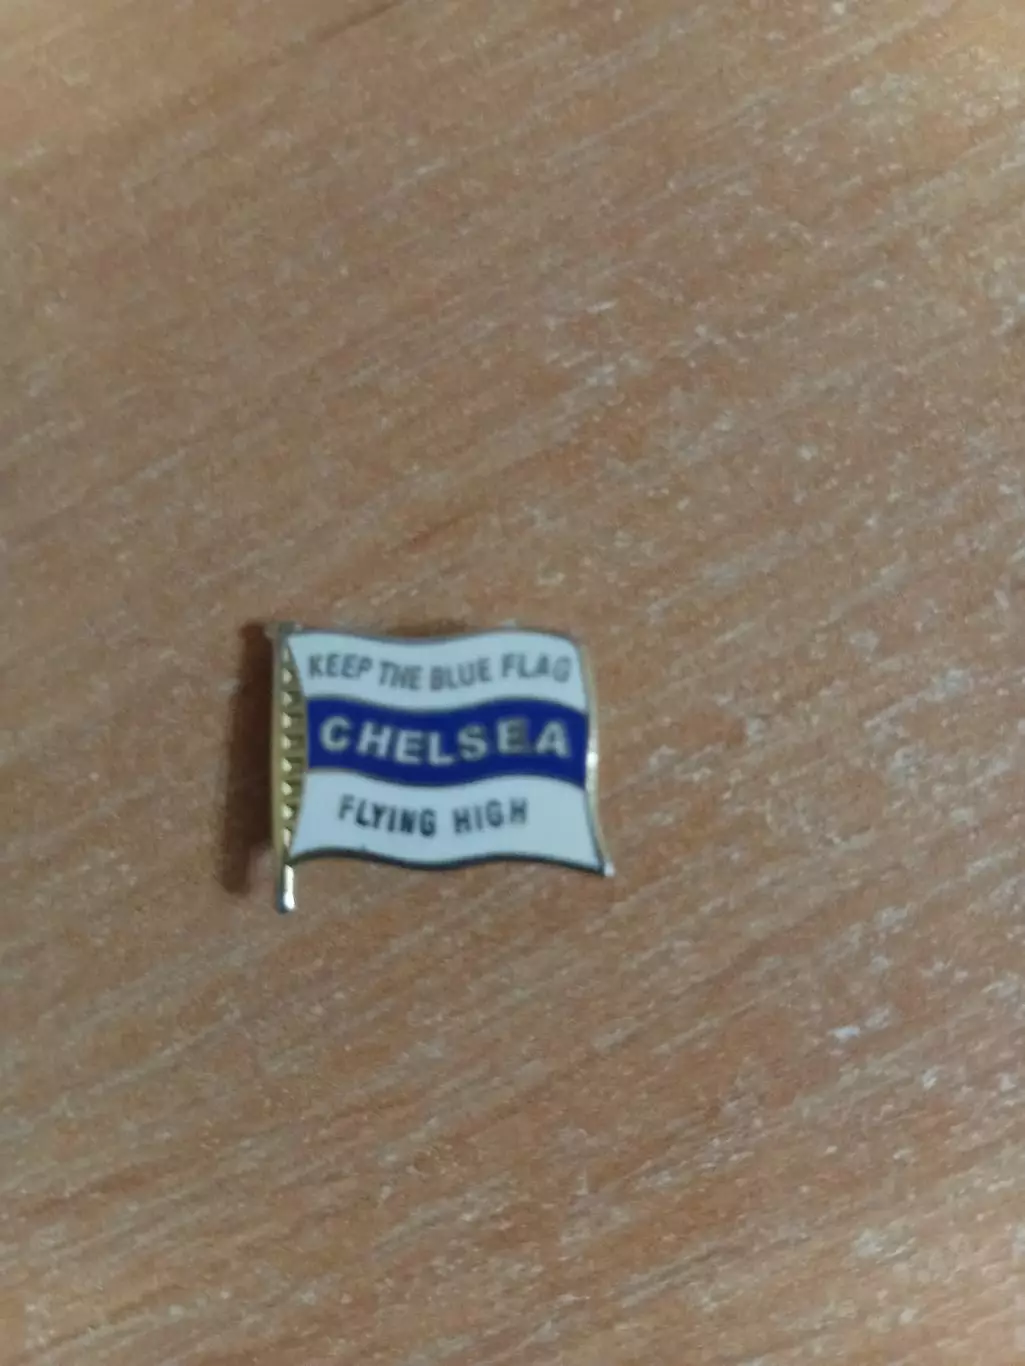 KEEP THE BLUE FLAG
CHELSEA
FLYING HIGH